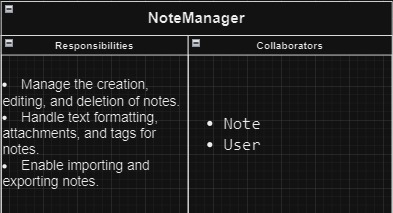 NoteManager
Responsibilities
Collaborators
• Manage the creation,
editing, and deletion of notes.
• Handle text formatting,
attachments, and tags for
notes.
• Enable importing and
exporting notes.
• Note
• User